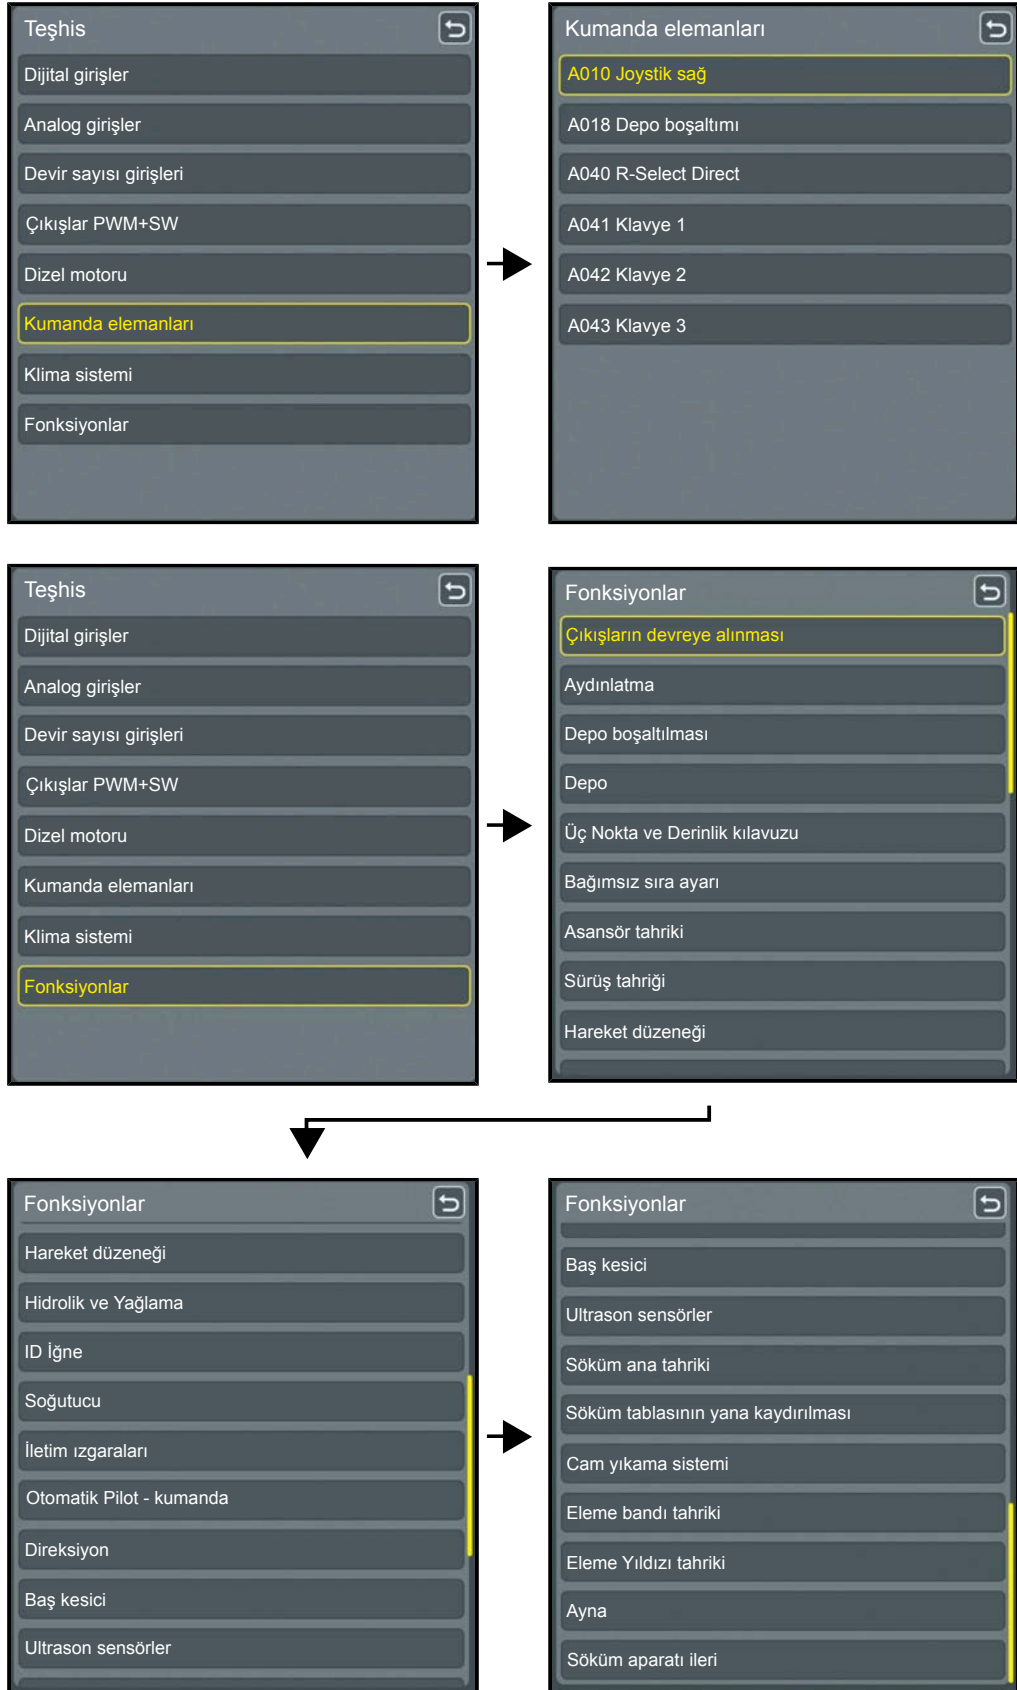 Teşhis
Dijital girişler
Analog girişler
Devir sayısı girişleri
Çıkışlar PWM+SW
Dizel motoru
Kumanda elemanları
Klima sistemi
Fonksiyonlar
Kumanda elemanları
A010 Joystik sağ
A018 Depo boşaltımı
A040 R-Select Direct
A041 Klavye 1
A042 Klavye 2
A043 Klavye 3
Teşhis
Dijital girişler
Analog girişler
Devir sayısı girişleri
Çıkışlar PWM+SW
Dizel motoru
Kumanda elemanları
Klima sistemi
Fonksiyonlar
Fonksiyonlar
Çıkışların devreye alınması
Aydınlatma
Depo boşaltılması
Depo
Üç Nokta ve Derinlik kılavuzu
Bağımsız sıra ayarı
Asansör tahriki
Sürüş tahriği
Hareket düzeneği
Fonksiyonlar
Hareket düzeneği
Hidrolik ve Yağlama
ID İğne
Soğutucu
İletim ızgaraları
Otomatik Pilot - kumanda
Direksiyon
Baş kesici
Ultrason sensörler
Fonksiyonlar
Baş kesici
Ultrason sensörler
Söküm ana tahriki
Söküm tablasının yana kaydırılması
Cam yıkama sistemi
Eleme bandı tahriki
Eleme Yıldızı tahriki
Ayna
Söküm aparatı ileri